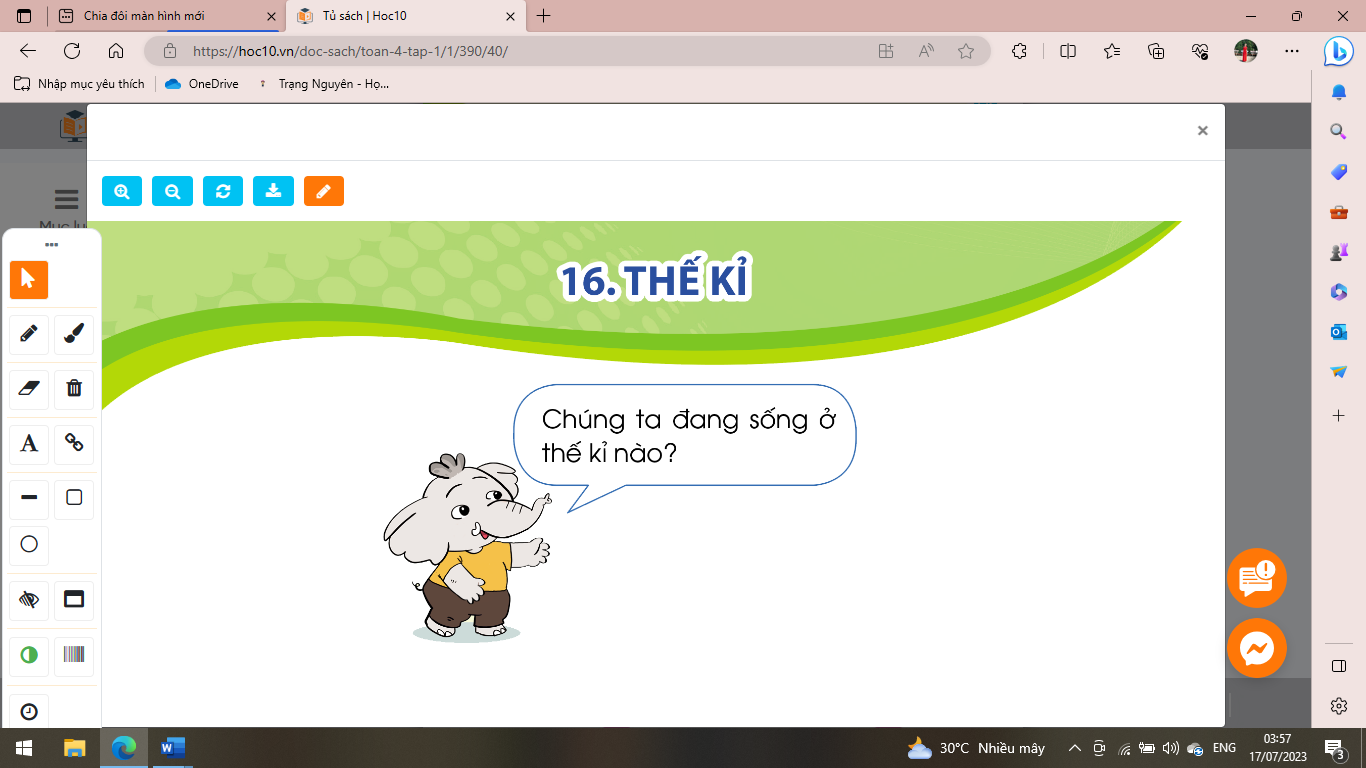 Chia đôi màn hình mới
Tủ sách | Hoc10
https://hoc10.vn/doc-sach/toan-4-tap-1/1/390/40/
Nhập mục yêu thích
OneDrive
Trạng Nguyên - Họ...
16. THẾ KỈ
Chúng ta đang sống ở
thế kỉ nào?
A
30°C Nhiều mây
ENG
03:57
17/07/2023
3